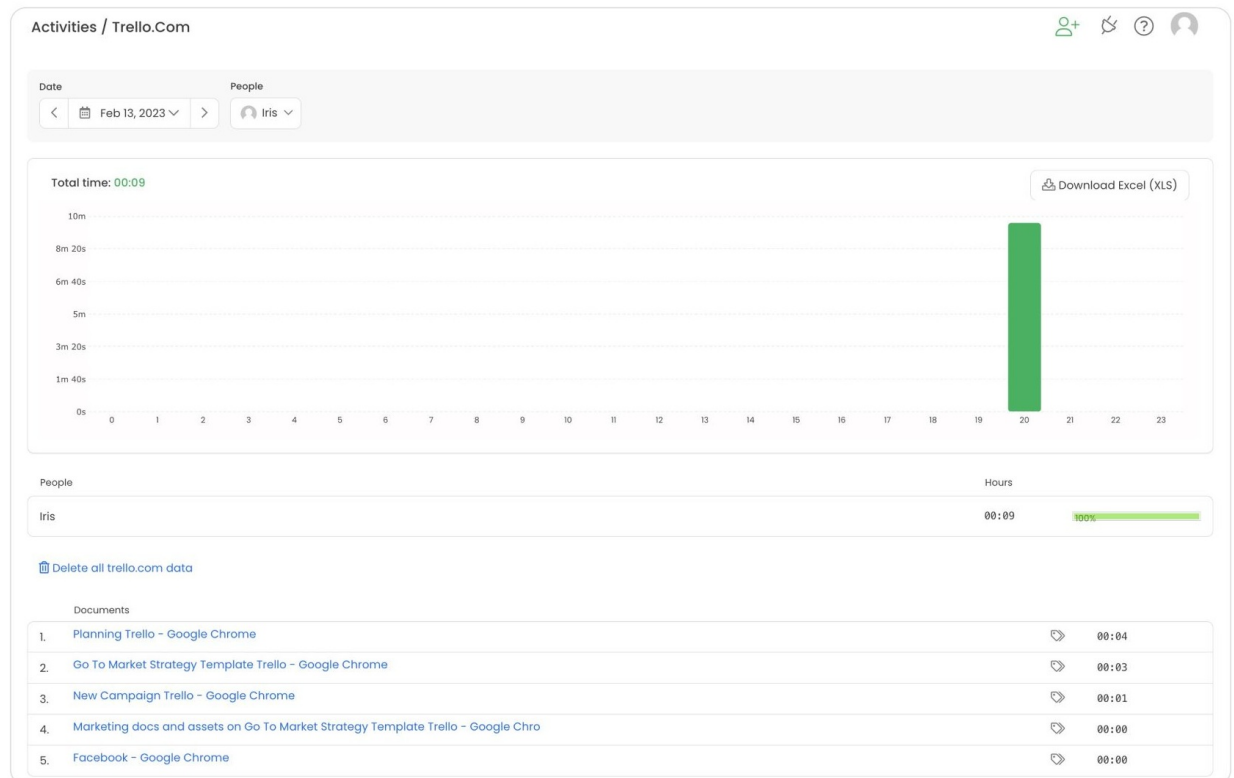 Activities / Trello.Com
Date
People
Feb 13, 2023
Iris
Total time: 00:09
Download Excel (XLS)
10m
8m 20s
6m 40s
5m
3m 20s
1m 40s
0s
0 1 2 3 4 5 6 7 8 9 10 11 12 13 14 15 16 17 18 19 20 21 22 23
People Hours
Iris 00:09 100%
Delete all trello.com data
Documents
1. Planning Trello - Google Chrome 00:04
2. Go To Market Strategy Template Trello - Google Chrome 00:03
3. New Campaign Trello - Google Chrome 00:01
4. Marketing docs and assets on Go To Market Strategy Template Trello - Google Chro 00:00
5. Facebook - Google Chrome 00:00